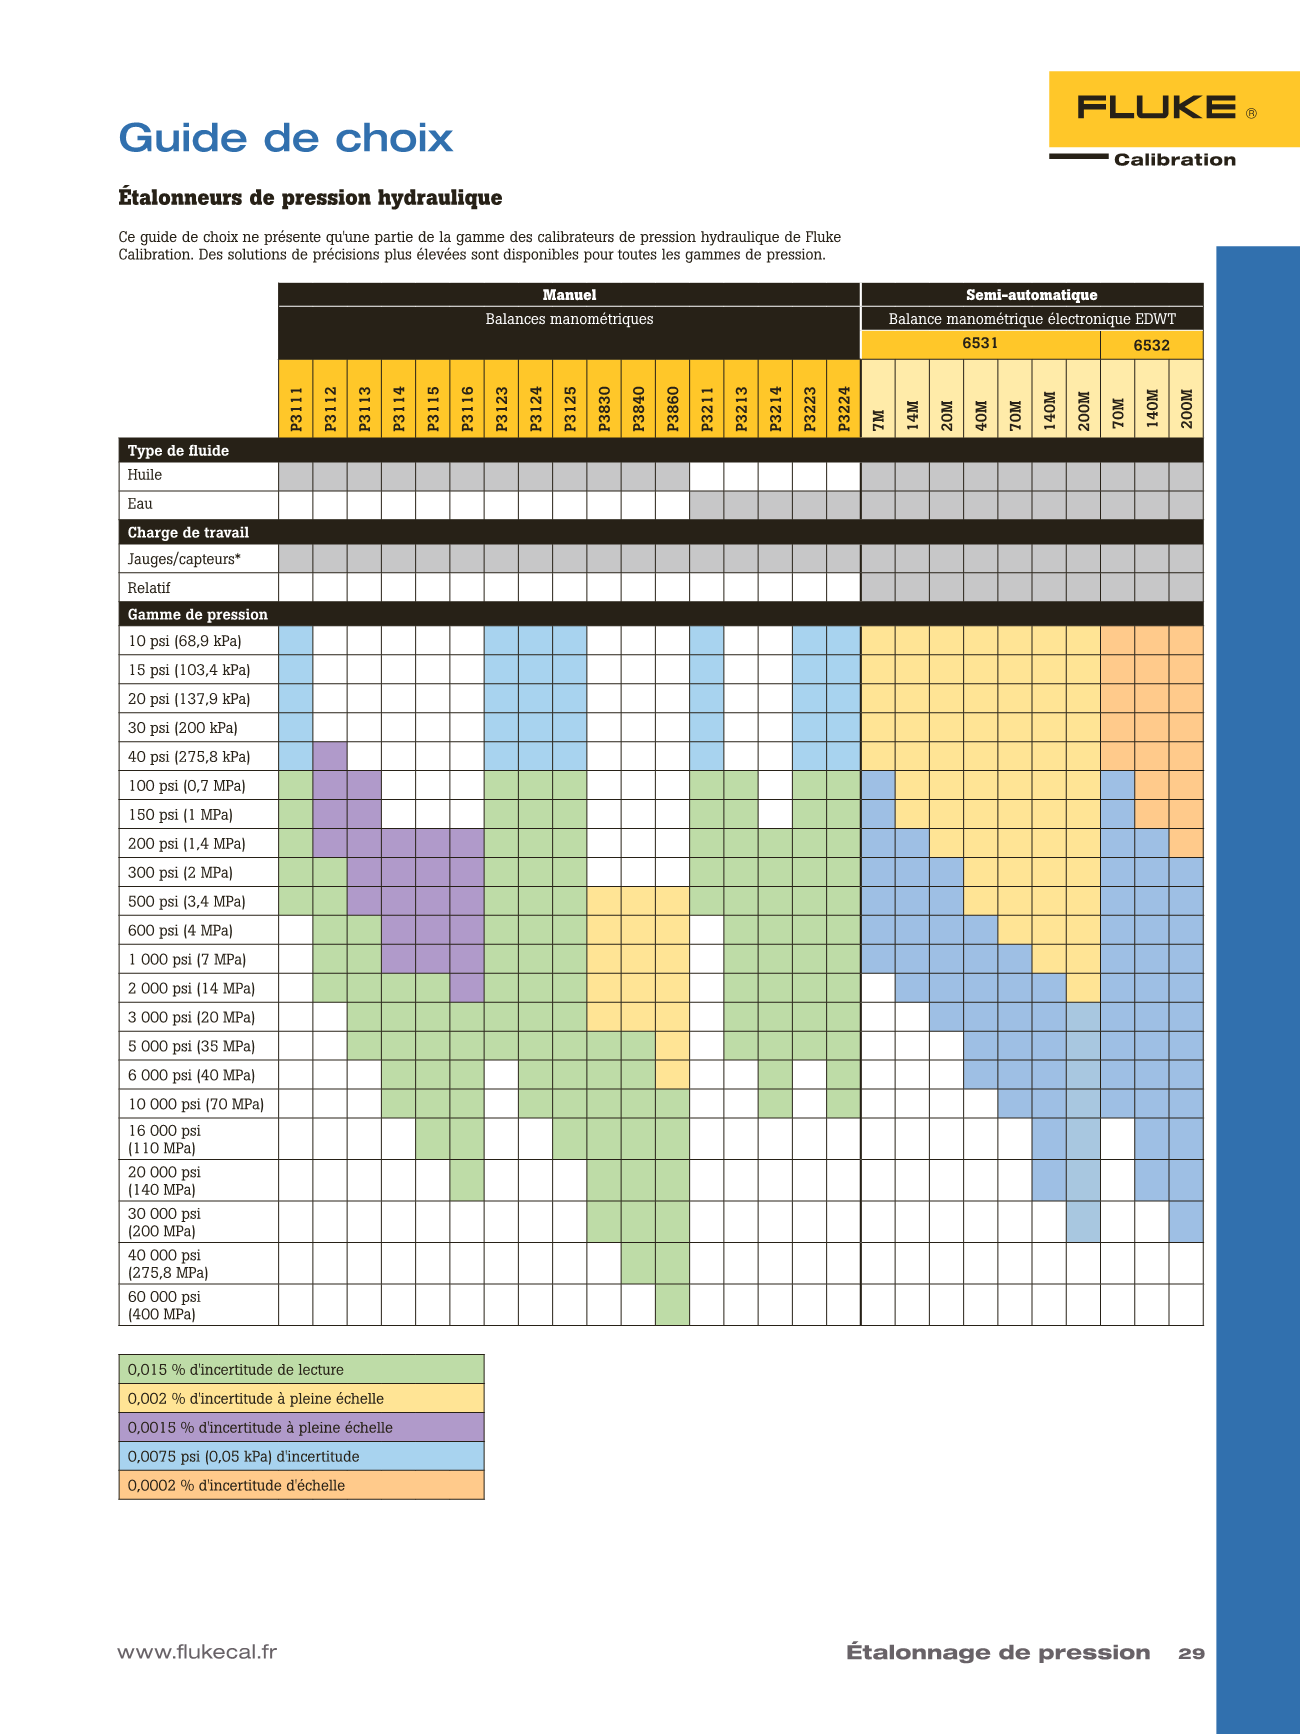 FLUKE ®
Calibration
Guide de choix
Étalonneurs de pression hydraulique
Ce guide de choix ne présente qu'une partie de la gamme des calibrateurs de pression hydraulique de Fluke
Calibration. Des solutions de précisions plus élevées sont disponibles pour toutes les gammes de pression.
Manuel Semi-automatique
Balances manométriques Balance manométrique électronique EDWT
6531 6532
P3111 P3112 P3113 P3114 P3115 P3116 P3123 P3124 P3125 P3830 P3840 P3860 P3211 P3213 P3214 P3223 P3224 7M 14M 20M 40M 70M 140M 200M 70M 140M 200M
Type de fluide
Huile
Eau
Charge de travail
Jauges/capteurs*
Relatif
Gamme de pression
10 psi (68,9 kPa)
15 psi (103,4 kPa)
20 psi (137,9 kPa)
30 psi (200 kPa)
40 psi (275,8 kPa)
100 psi (0,7 MPa)
150 psi (1 MPa)
200 psi (1,4 MPa)
300 psi (2 MPa)
500 psi (3,4 MPa)
600 psi (4 MPa)
1 000 psi (7 MPa)
2 000 psi (14 MPa)
3 000 psi (20 MPa)
5 000 psi (35 MPa)
6 000 psi (40 MPa)
10 000 psi (70 MPa)
16 000 psi
(110 MPa)
20 000 psi
(140 MPa)
30 000 psi
(200 MPa)
40 000 psi
(275,8 MPa)
60 000 psi
(400 MPa)
0,015 % d'incertitude de lecture
0,002 % d'incertitude à pleine échelle
0,0015 % d'incertitude à pleine échelle
0,0075 psi (0,05 kPa) d'incertitude
0,0002 % d'incertitude d'échelle
www.flukecal.fr Étalonnage de pression 29